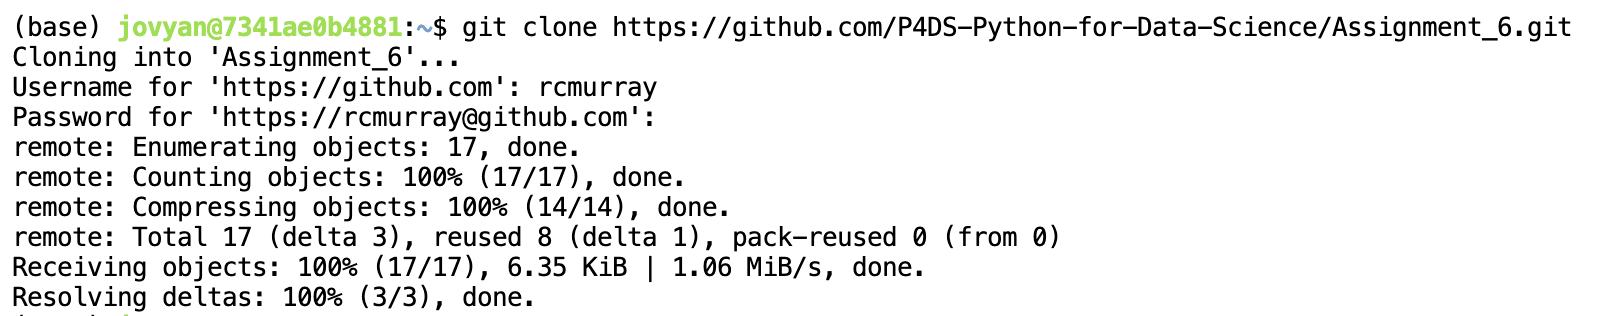 (base) jovyan@7341ae0b4881:~$ git clone https://github.com/P4DS-Python-for-Data-Science/Assignment_6.git
Cloning into 'Assignment_6'...
Username for 'https://github.com': rcmurray
Password for 'https://rcmurray@github.com':
remote: Enumerating objects: 17, done.
remote: Counting objects: 100% (17/17), done.
remote: Compressing objects: 100% (14/14), done.
remote: Total 17 (delta 3), reused 8 (delta 1), pack-reused 0 (from 0)
Receiving objects: 100% (17/17), 6.35 KiB | 1.06 MiB/s, done.
Resolving deltas: 100% (3/3), done.